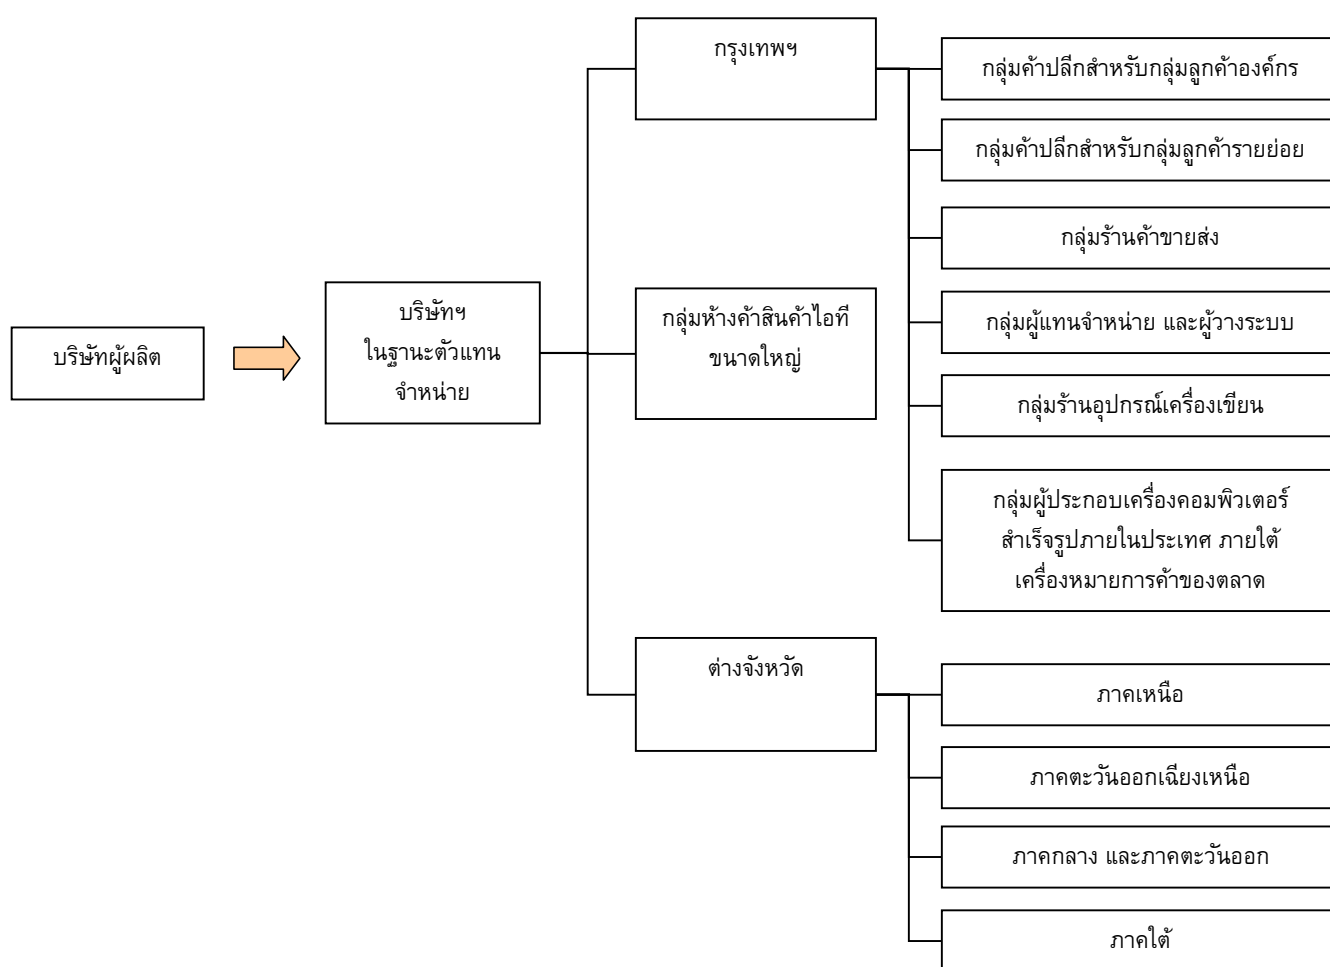 กรุงเทพฯ
กลุ่มค้าปลีกสำหรับกลุ่มลูกค้าองค์กร
กลุ่มค้าปลีกสำหรับกลุ่มลูกค้ารายย่อย
กลุ่มร้านค้าขายส่ง
บริษัทผู้ผลิต
บริษัทฯ
ในฐานะตัวแทน
จำหน่าย
กลุ่มห้างค้าสินค้าไอที
ขนาดใหญ่
กลุ่มผู้แทนจำหน่าย และผู้วางระบบ
กลุ่มร้านอุปกรณ์เครื่องเขียน
กลุ่มผู้ประกอบเครื่องคอมพิวเตอร์
สำเร็จรูปภายในประเทศ ภายใต้
เครื่องหมายการค้าของตลาด
ต่างจังหวัด
ภาคเหนือ
ภาคตะวันออกเฉียงเหนือ
ภาคกลาง และภาคตะวันออก
ภาคใต้